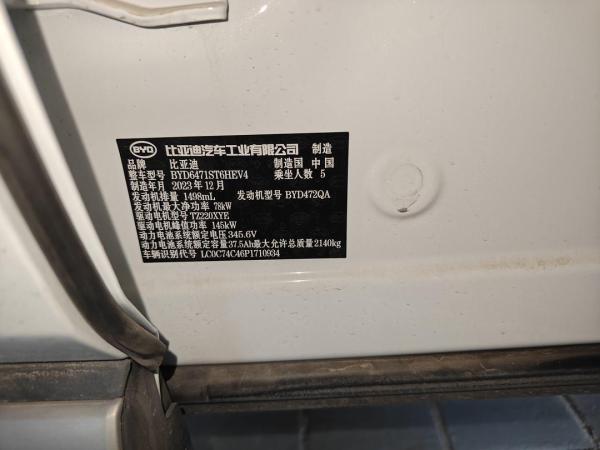 BYD 比亚迪汽车工业有限公司 制造
品牌 比亚迪 制造国 中国
整车型号 BYD6471ST6HEV4 乘坐人数 5
制造年月 2023年12月
发动机排量 1498mL 发动机型号 BYD472QA
发动机最大净功率 78kW
驱动电机型号 TZ220XYE
驱动电机峰值功率 145kW
动力电池系统额定电压345.6V
动力电池系统额定容量37.5Ah最大允许总质量2140kg
车辆识别代号 LC0C74C46P1710934